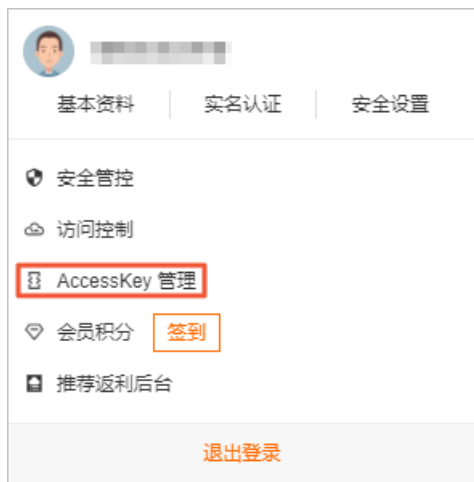 基本资料 实名认证 安全设置
安全管控
访问控制
AccessKey 管理
会员积分 签到
推荐返利后台
退出登录